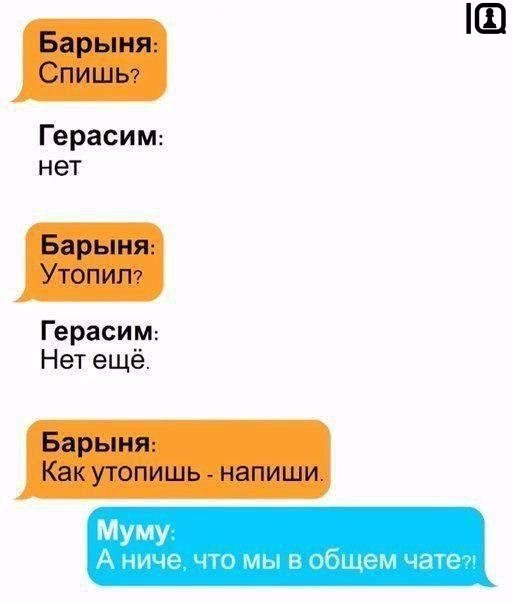 IQ
Барыня:
Спишь?
Герасим:
нет
Барыня:
Утопил?
Герасим:
Нет ещё.
Барыня:
Как утопишь - напиши.
Муму:
А ниче, что мы в общем чате?!